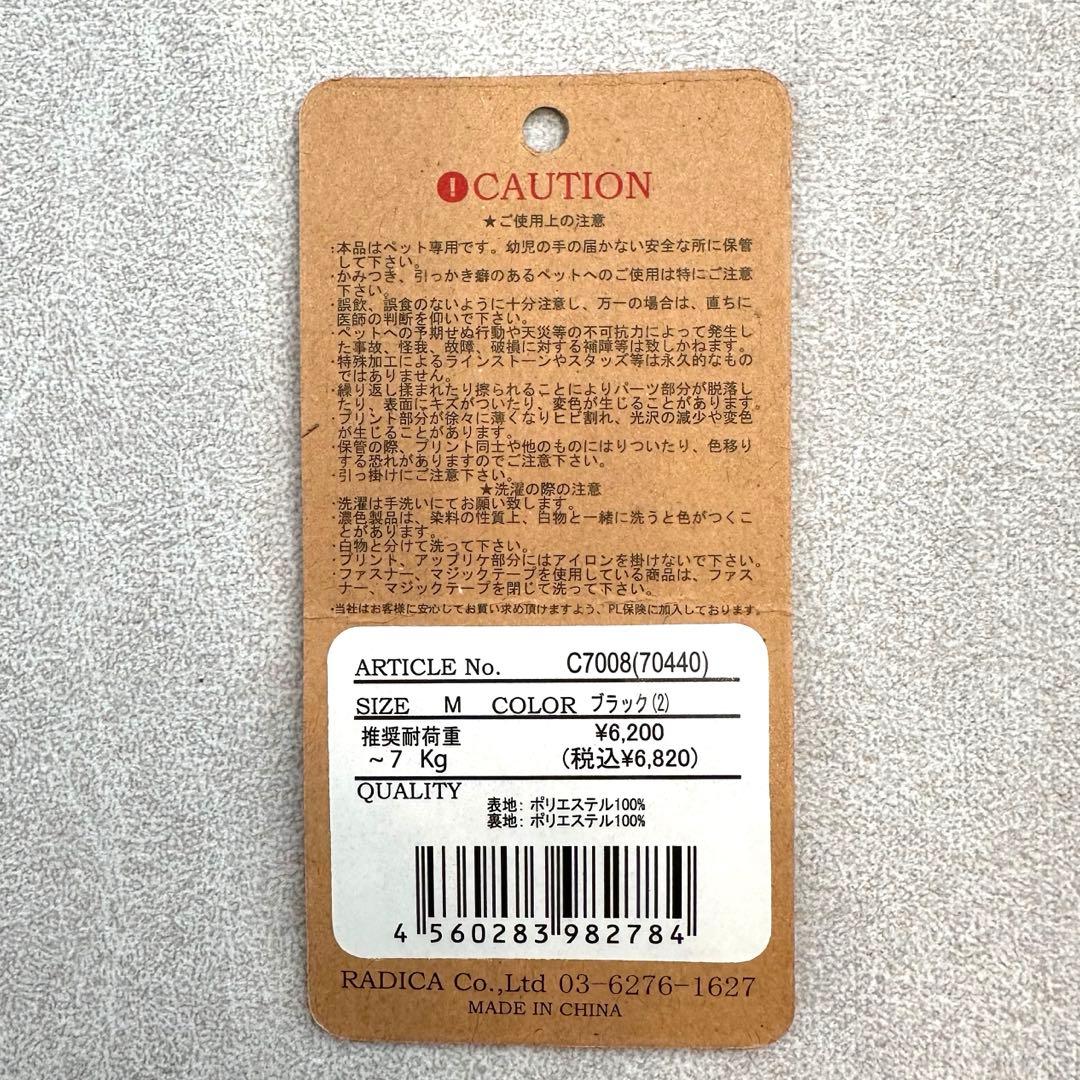 ! CAUTION
★ご使用上の注意
・本品はペット専用です。幼児の手の届かない安全な所に保管
して下さい。
・かみつき、引っかき癖のあるペットへのご使用は特にご注意
下さい。
・誤飲、誤食のないように十分注意し、万一の場合は、直ちに
医師の判断を仰いで下さい。
・ペットへの予期せぬ行動や天災等の不可抗力によって発生し
た事故、怪我、故障、破損に対する補障等は致しかねます。
・特殊加工によるラインストーンやスタッズ等は永久的なもの
ではありません。
・繰り返し揉まれたり擦られることによりパーツ部分が脱落し
たり、表面にキズがついたり、変色が生じることがあります。
・プリント部分が徐々に薄くなりヒビ割れ、光沢の減少や変色
が生じることがあります。
・保管の際、プリント同士や他のものにはりついたり、色移り
する恐れがありますのでご注意下さい。
・引っ掛けにご注意下さい。
★洗濯の際の注意
・洗濯は手洗いにてお願い致します。
・濃色製品は、染料の性質上、白物と一緒に洗うと色がつくこ
とがあります。
・白物と分けて洗って下さい。
・プリント、アップリケ部分にはアイロンを掛けないで下さい。
・ファスナー、マジックテープを使用している商品は、ファス
ナー、マジックテープを閉じて洗って下さい。
・当社はお客様に安心してお買い求め頂けますよう、PL保険に加入しております。
ARTICLE No. C7008(70440)
SIZE M COLOR ブラック(2)
推奨耐荷重 ¥6,200
~7 Kg (税込¥6,820)
QUALITY
表地: ポリエステル100%
裏地: ポリエステル100%
4 560283 982784
RADICA Co.,Ltd 03-6276-1627
MADE IN CHINA